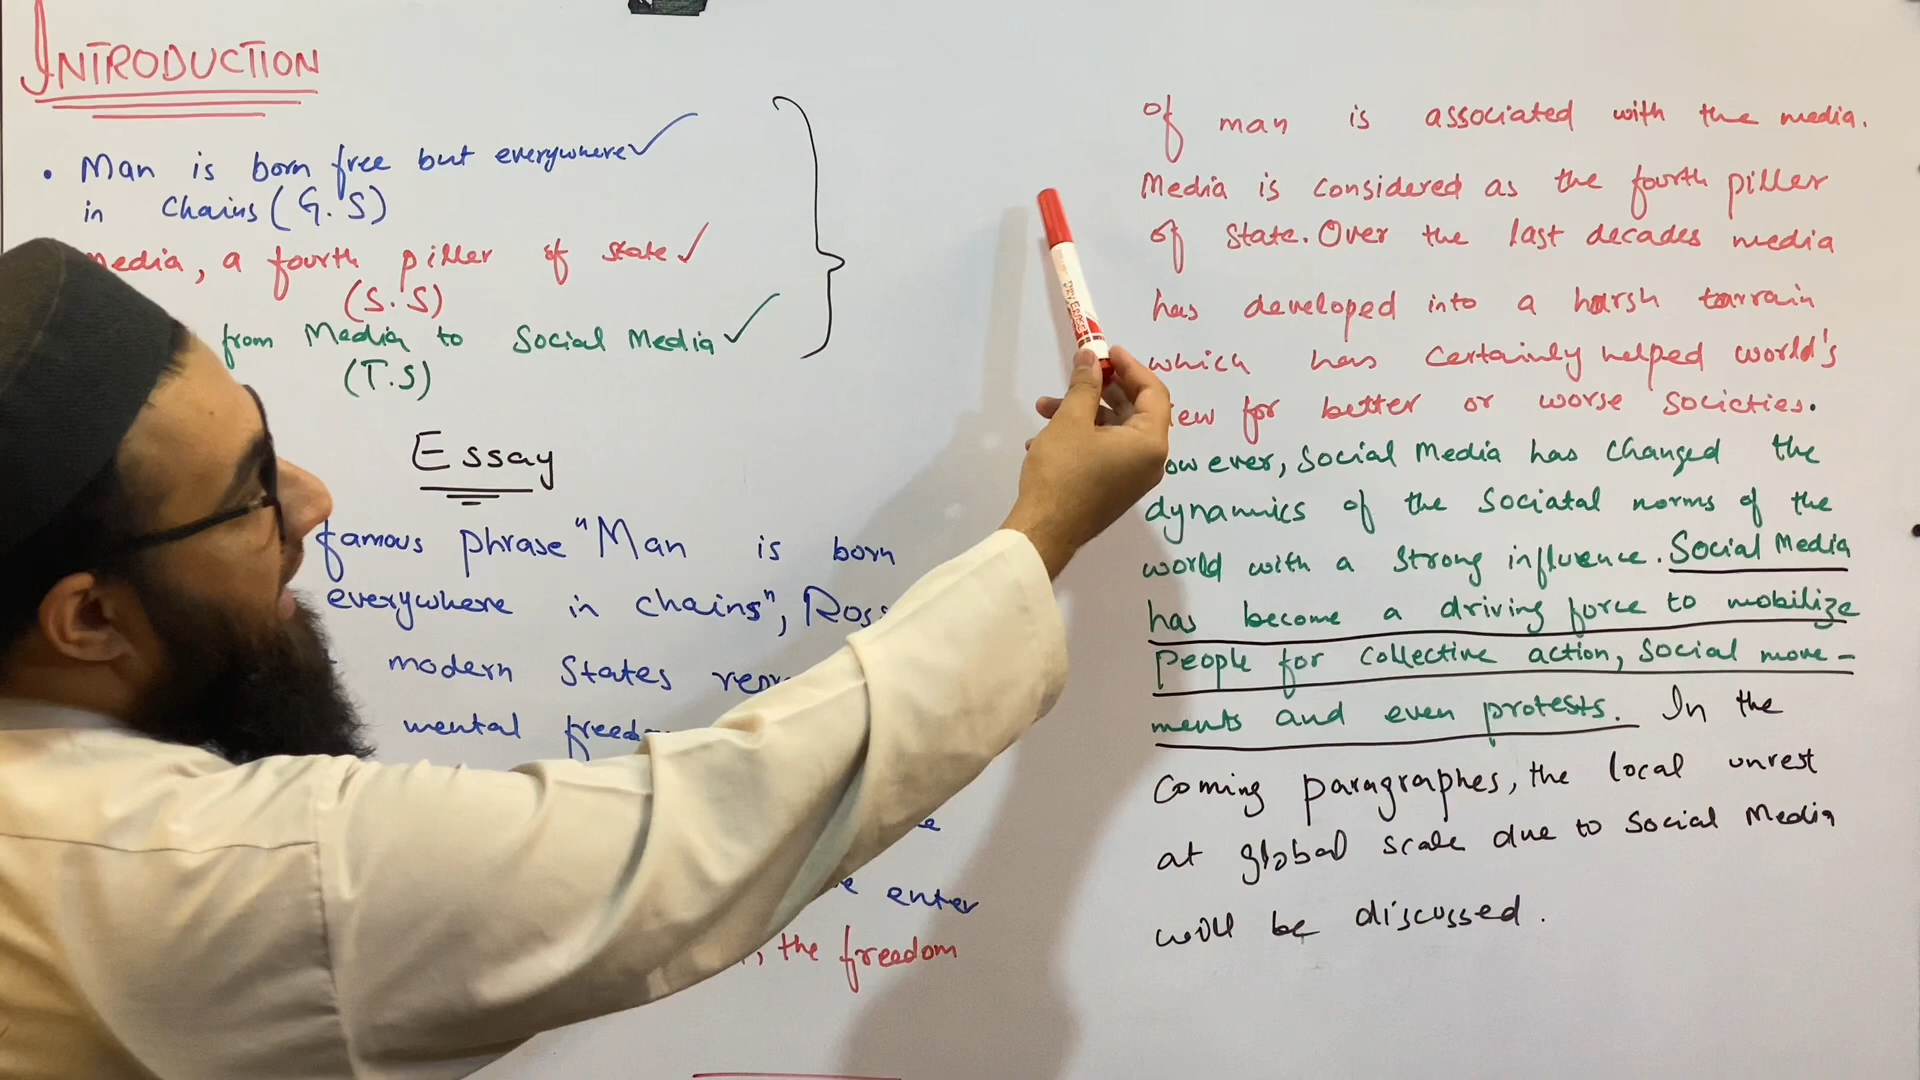 INTRODUCTION
• Man is born free but everywhere
in Chains (G.S)
media, a fourth piller of state
(S.S)
from Media to Social Media
(T.S)
Essay
famous phrase "Man is born
everywhere in chains",
modern States
mental
enter
, the freedom
of man is associated with the media.
Media is considered as the fourth piller
of state. Over the last decades media
has developed into a harsh tarrain
which has certainly helped world's
for better or worse societies.
Social Media has changed the
dynamics of the Sociatal norms of the
world with a strong influence. Social Media
has become a driving force to mobilize
People for collective action, social move-
ments and even protests. In the
Coming paragraphes, the local unrest
at global scale due to Social Media
will be discussed.
DRY ERASE